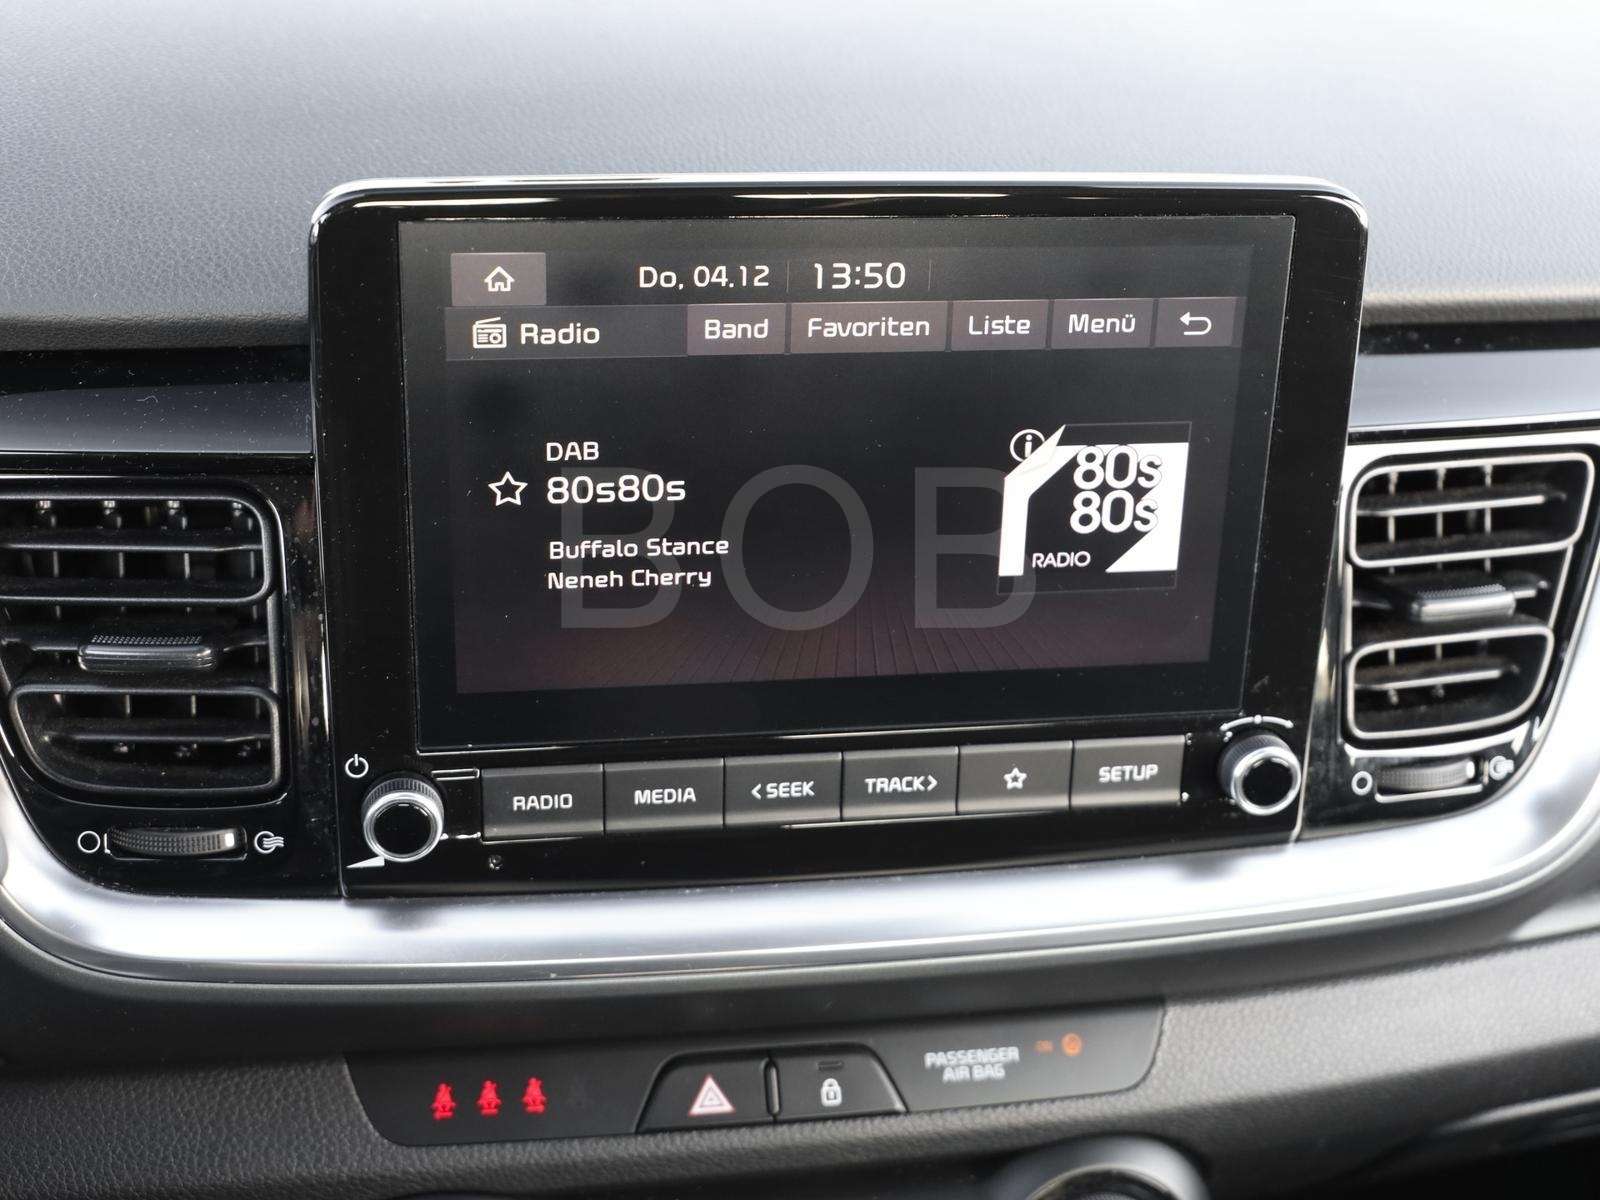 Do, 04.12 13:50
Radio Band Favoriten Liste Menü
DAB
80s80s
Buffalo Stance
Neneh Cherry
80s
80s
RADIO
BOB
RADIO MEDIA < SEEK TRACK > SETUP
PASSENGER
AIR BAG